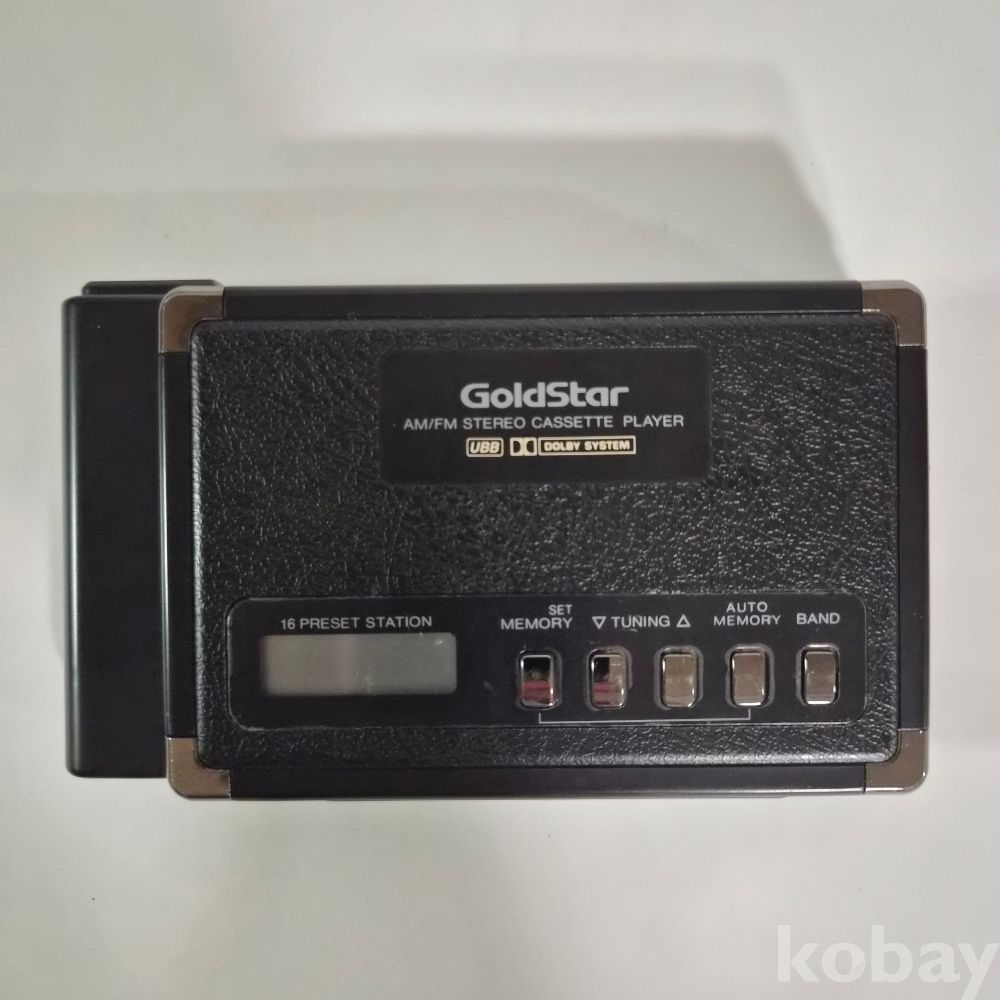 GoldStar
AM/FM STEREO CASSETTE PLAYER
UBB DOLBY SYSTEM
16 PRESET STATION
SET
MEMORY
▽ TUNING △
AUTO
MEMORY
BAND
kobay